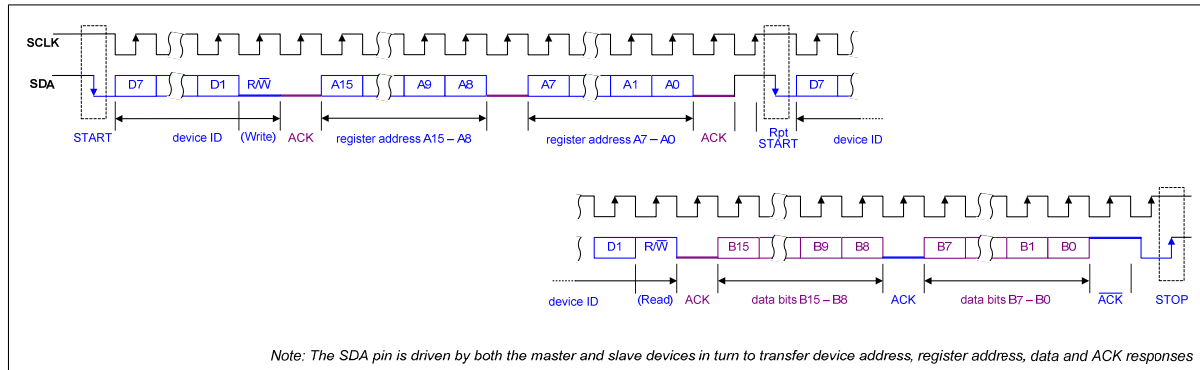 SCLK
SDA
D7 D1 R/W A15 A9 A8 A7 A1 A0 D7
START device ID (Write) ACK register address A15 – A8 register address A7 – A0 ACK Rpt START device ID
D1 R/W B15 B9 B8 B7 B1 B0
device ID (Read) ACK data bits B15 – B8 ACK data bits B7 – B0 ACK STOP
Note: The SDA pin is driven by both the master and slave devices in turn to transfer device address, register address, data and ACK responses